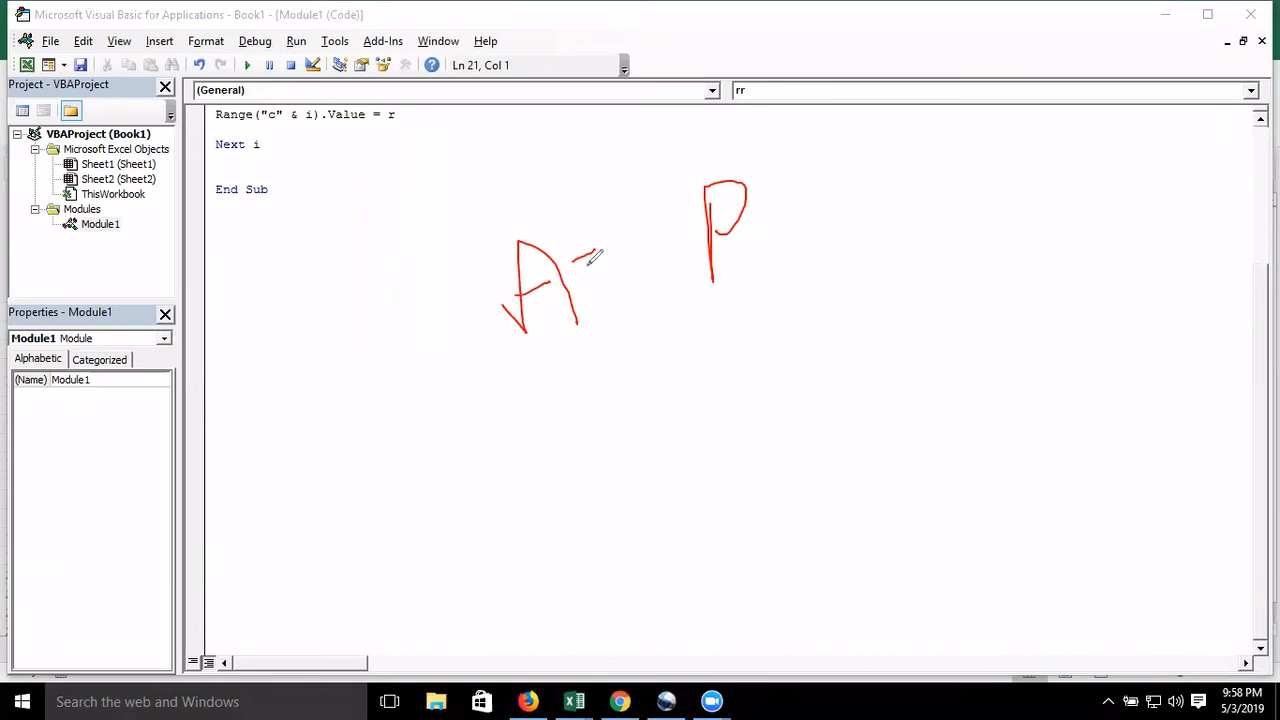 Microsoft Visual Basic for Applications - Book1 - [Module1 (Code)]
File Edit View Insert Format Debug Run Tools Add-Ins Window Help
Ln 21, Col 1
Project - VBAProject
(General)
rr
VBAProject (Book1)
Microsoft Excel Objects
Sheet1 (Sheet1)
Sheet2 (Sheet2)
ThisWorkbook
Modules
Module1
Range("c" & i).Value = r
Next i
End Sub
P
A
Properties - Module1
Module1 Module
Alphabetic Categorized
(Name) Module1
Search the web and Windows
9:58 PM
5/3/2019